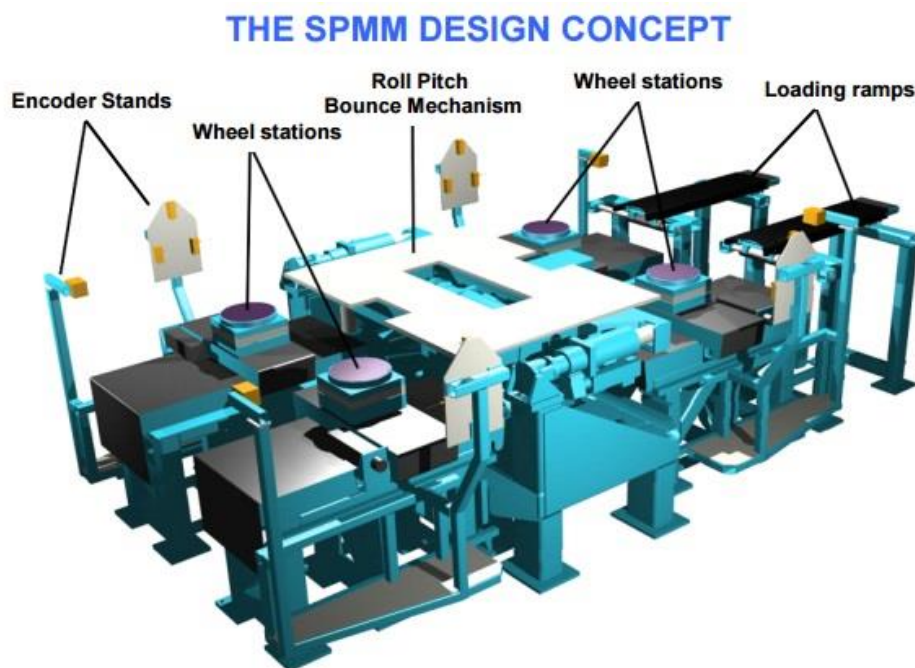 THE SPMM DESIGN CONCEPT
Encoder Stands
Wheel stations
Roll Pitch
Bounce Mechanism
Wheel stations
Loading ramps